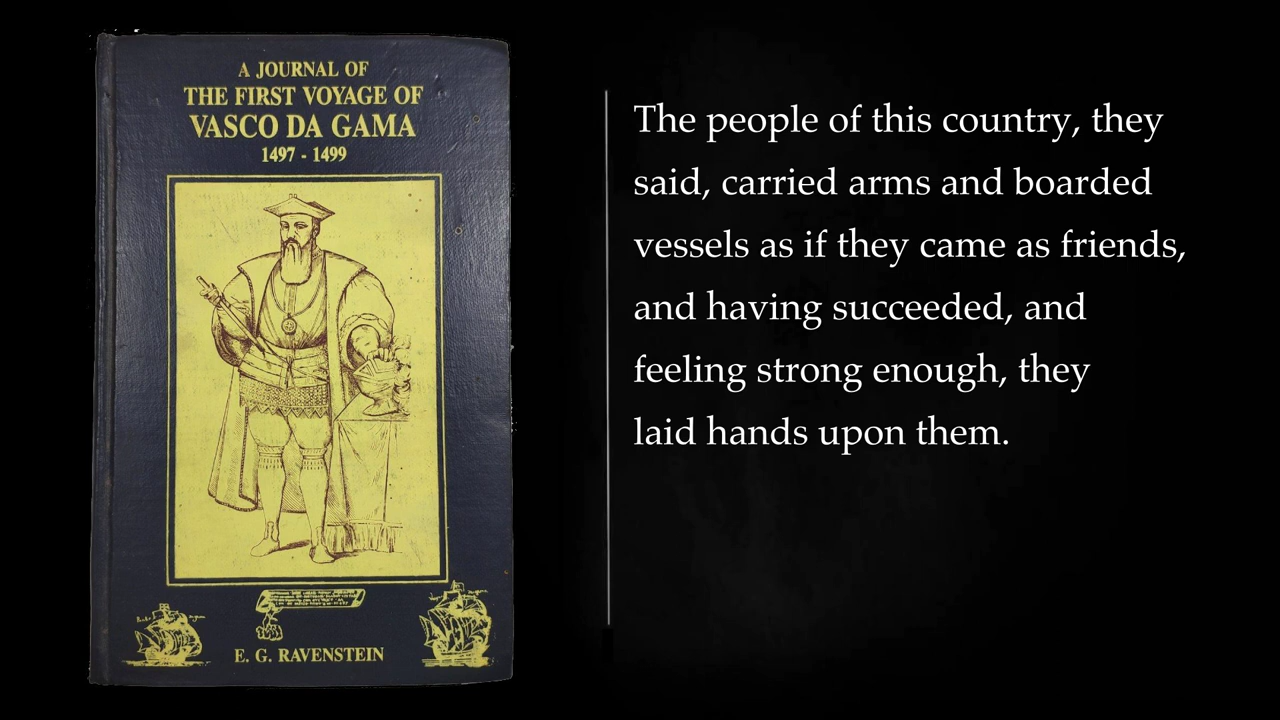 A JOURNAL OF
THE FIRST VOYAGE OF
VASCO DA GAMA
1497 - 1499
E. G. RAVENSTEIN
The people of this country, they
said, carried arms and boarded
vessels as if they came as friends,
and having succeeded, and
feeling strong enough, they
laid hands upon them.